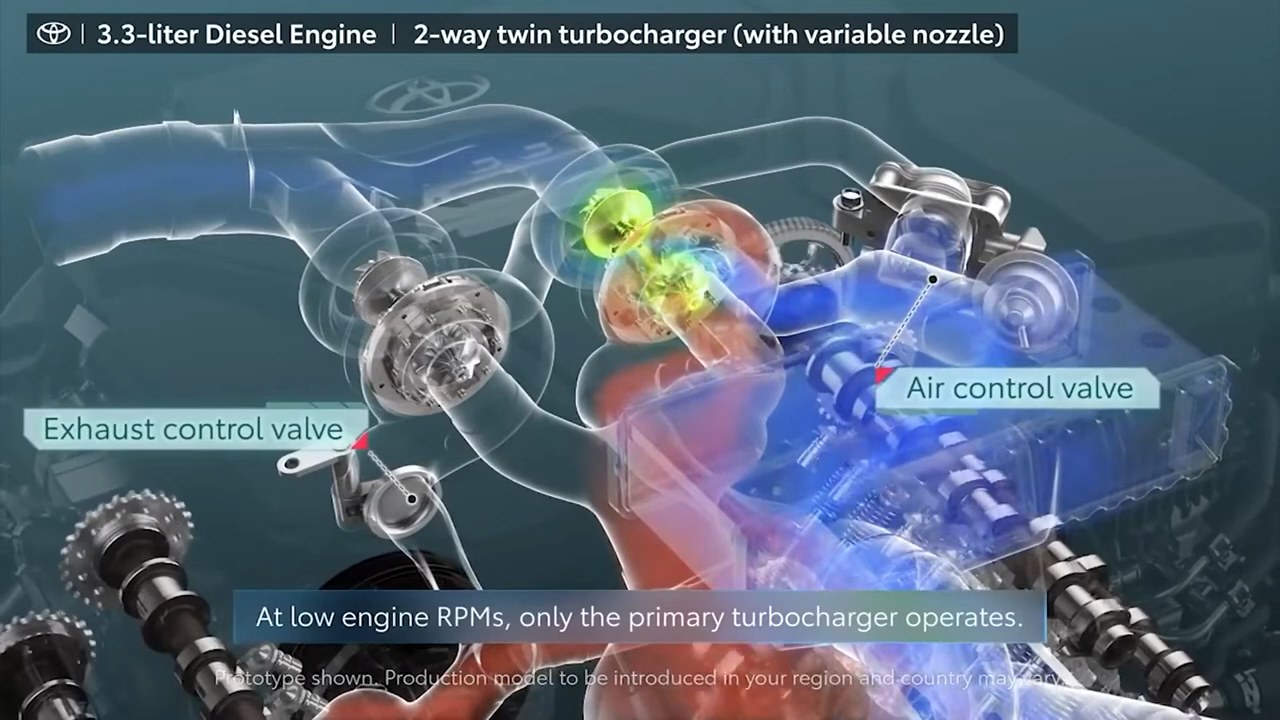 3.3-liter Diesel Engine | 2-way twin turbocharger (with variable nozzle)
Air control valve
Exhaust control valve
At low engine RPMs, only the primary turbocharger operates.
Prototype shown. Production model to be introduced in your region and country may vary.